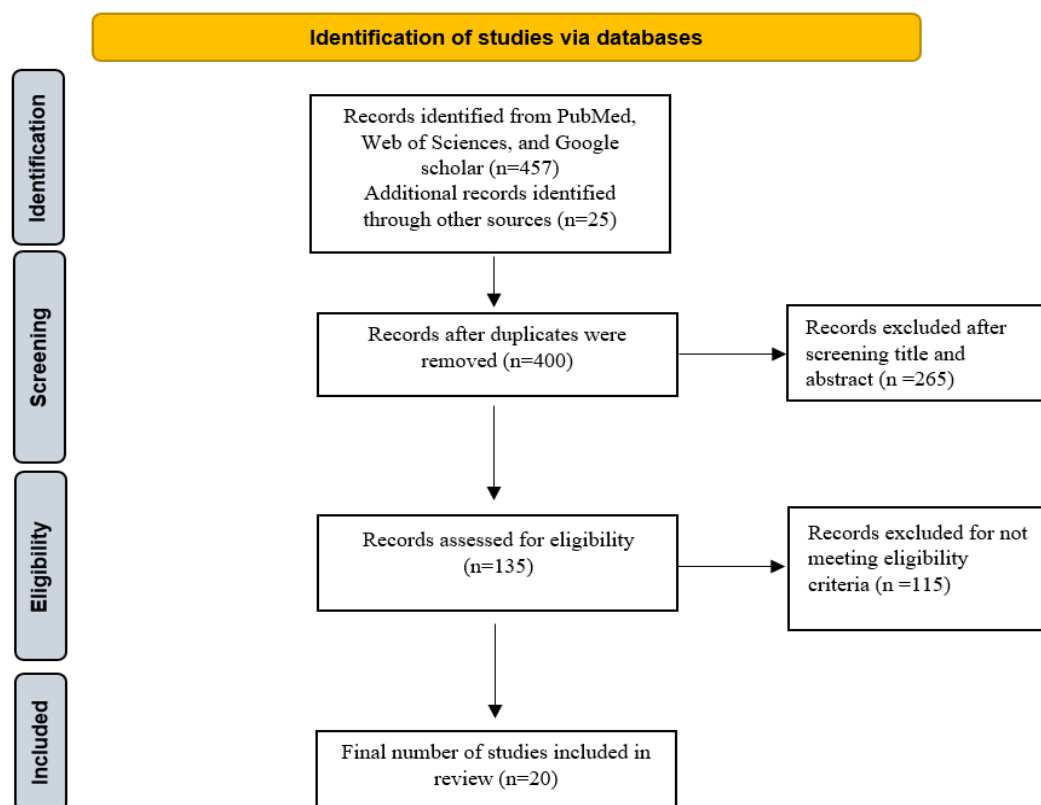 Identification of studies via databases
Identification
Records identified from PubMed,
Web of Sciences, and Google
scholar (n=457)
Additional records identified
through other sources (n=25)
Screening
Records after duplicates were
removed (n=400)
Records excluded after
screening title and
abstract (n =265)
Eligibility
Records assessed for eligibility
(n=135)
Records excluded for not
meeting eligibility
criteria (n =115)
Included
Final number of studies included in
review (n=20)